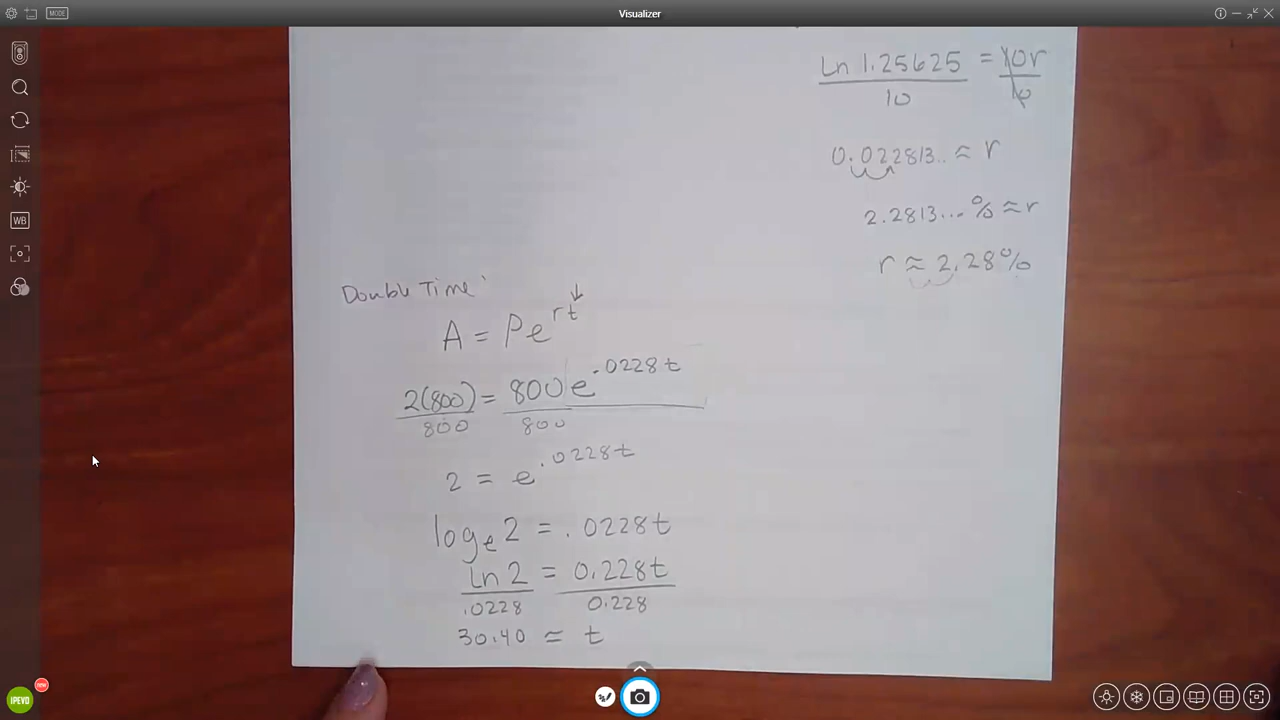 MODE
Visualizer
WB
Ln 1.25625 = 10r
10 10
0.022813.. ≈ r
2.2813... % ≈ r
r ≈ 2.28%
Double Time
A = Pe^rt
2(800) = 800e^.0228t
800 800
2 = e^.0228t
log_e 2 = .0228t
Ln 2 = 0.228t
.0228 0.228
30.40 ≈ t
IPEVO
new